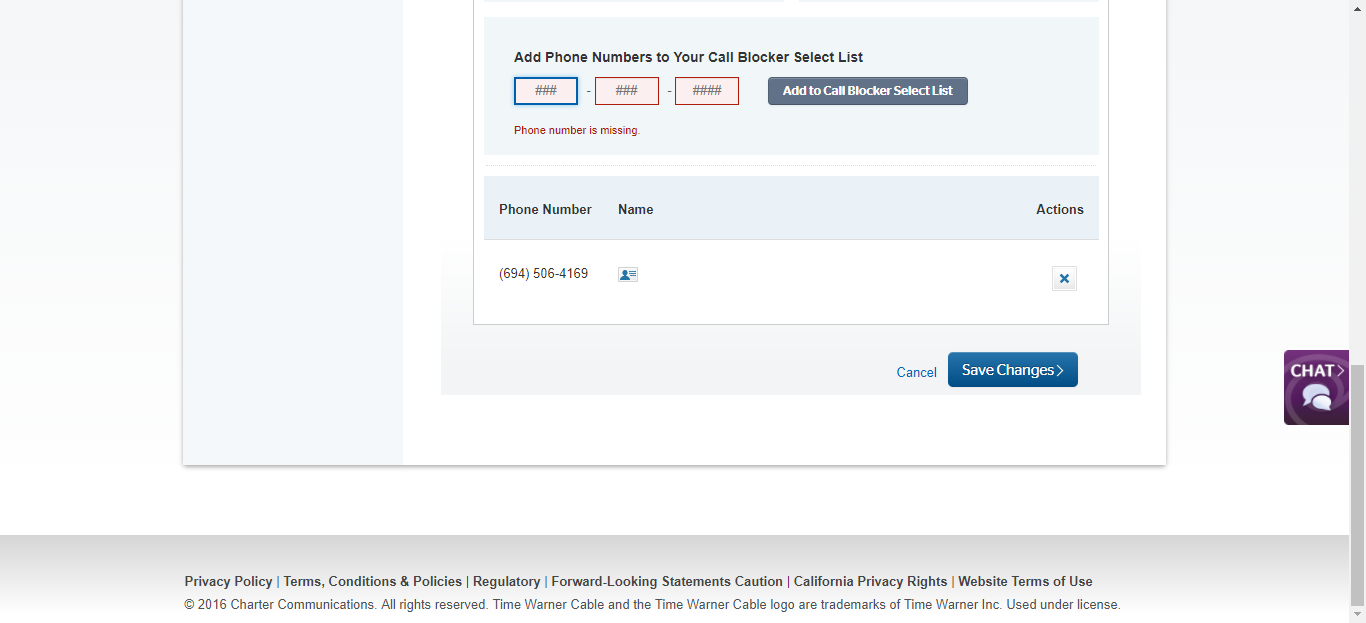 Add Phone Numbers to Your Call Blocker Select List
### - ### - #### Add to Call Blocker Select List
Phone number is missing.
Phone Number Name Actions
(694) 506-4169
Cancel Save Changes
CHAT
Privacy Policy | Terms, Conditions & Policies | Regulatory | Forward-Looking Statements Caution | California Privacy Rights | Website Terms of Use
© 2016 Charter Communications. All rights reserved. Time Warner Cable and the Time Warner Cable logo are trademarks of Time Warner Inc. Used under license.